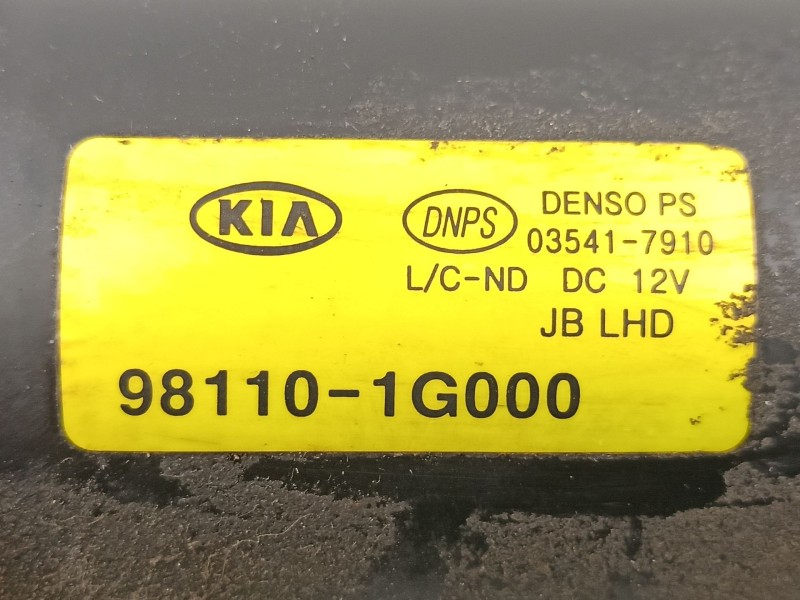 KIA DNPS DENSO PS
03541-7910
L/C-ND DC 12V
JB LHD
98110-1G000